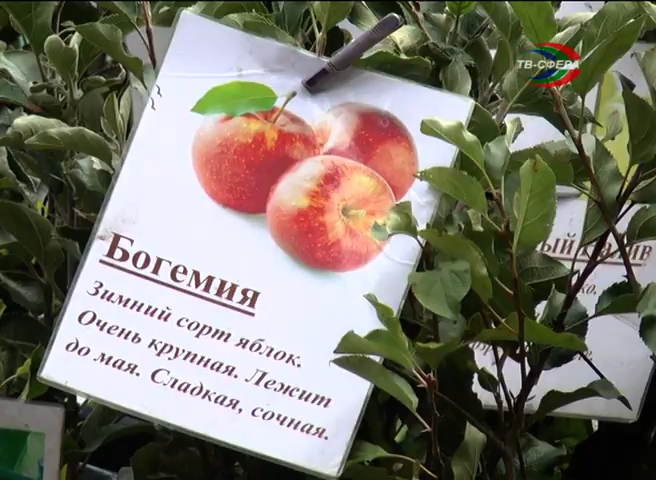 ТВ-СФЕРА
Богемия
Зимний сорт яблок.
Очень крупная. Лежит
до мая. Сладкая, сочная.